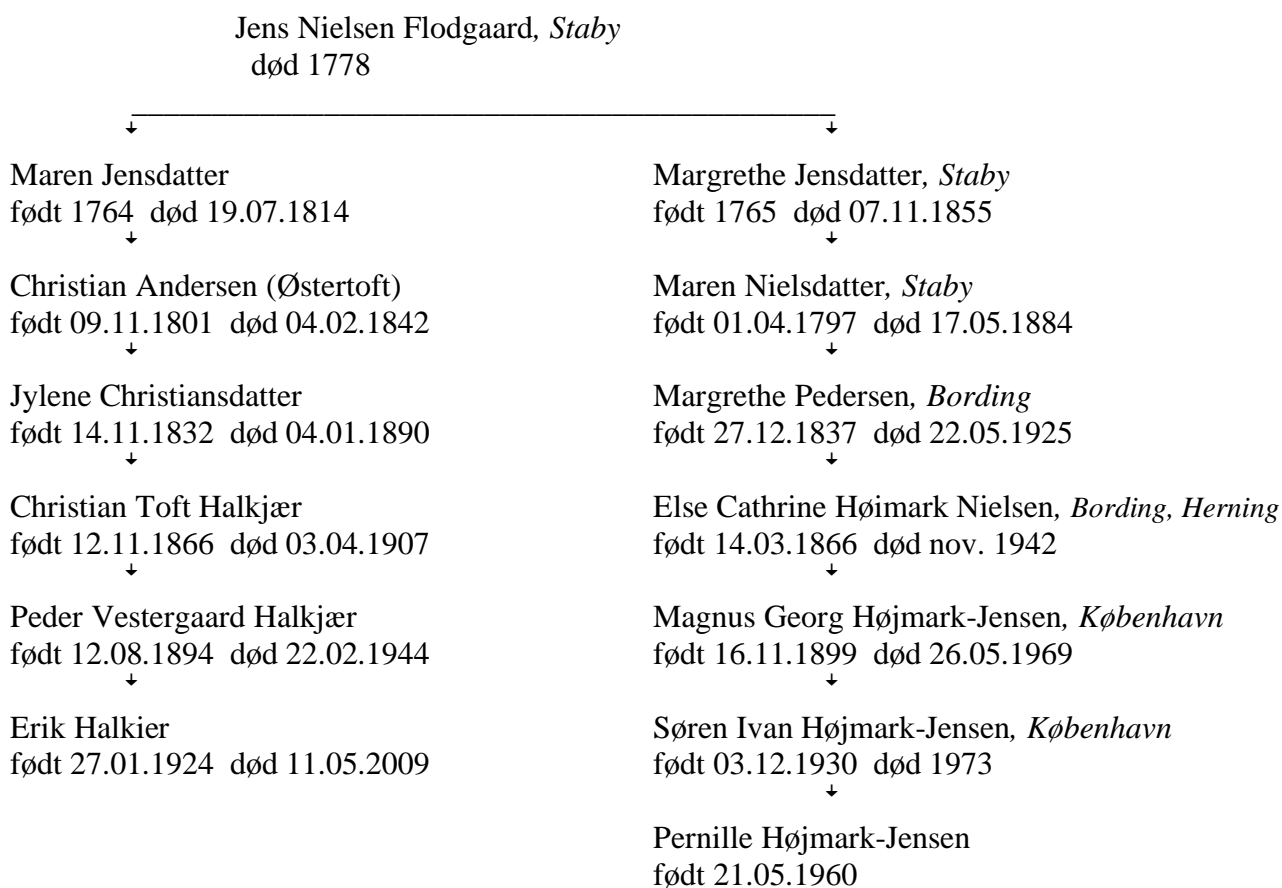 Jens Nielsen Flodgaard, Staby
død 1778
Maren Jensdatter
født 1764 død 19.07.1814
Christian Andersen (Østertoft)
født 09.11.1801 død 04.02.1842
Jylene Christiansdatter
født 14.11.1832 død 04.01.1890
Christian Toft Halkjær
født 12.11.1866 død 03.04.1907
Peder Vestergaard Halkjær
født 12.08.1894 død 22.02.1944
Erik Halkier
født 27.01.1924 død 11.05.2009
Margrethe Jensdatter, Staby
født 1765 død 07.11.1855
Maren Nielsdatter, Staby
født 01.04.1797 død 17.05.1884
Margrethe Pedersen, Bording
født 27.12.1837 død 22.05.1925
Else Cathrine Høimark Nielsen, Bording, Herning
født 14.03.1866 død nov. 1942
Magnus Georg Højmark-Jensen, København
født 16.11.1899 død 26.05.1969
Søren Ivan Højmark-Jensen, København
født 03.12.1930 død 1973
Pernille Højmark-Jensen
født 21.05.1960